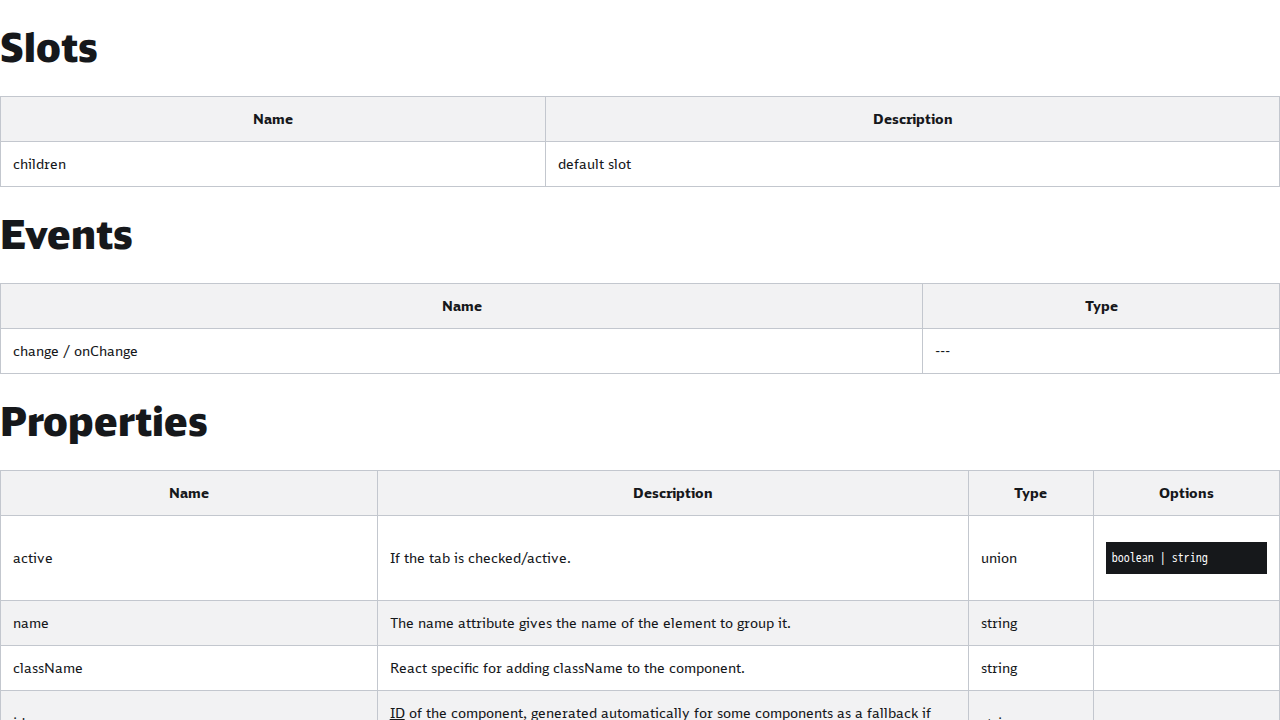 Slots
Name Description
children default slot
Events
Name Type
change / onChange ---
Properties
Name Description Type Options
active If the tab is checked/active. union boolean | string
name The name attribute gives the name of the element to group it. string
className React specific for adding className to the component. string
ID of the component, generated automatically for some components as a fallback if